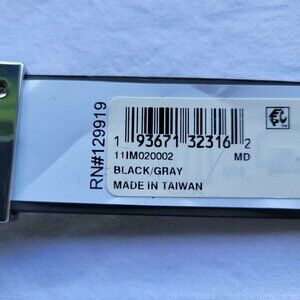 RN#129919
1 93671 32316 2
11IM020002 MD
BLACK/GRAY
MADE IN TAIWAN